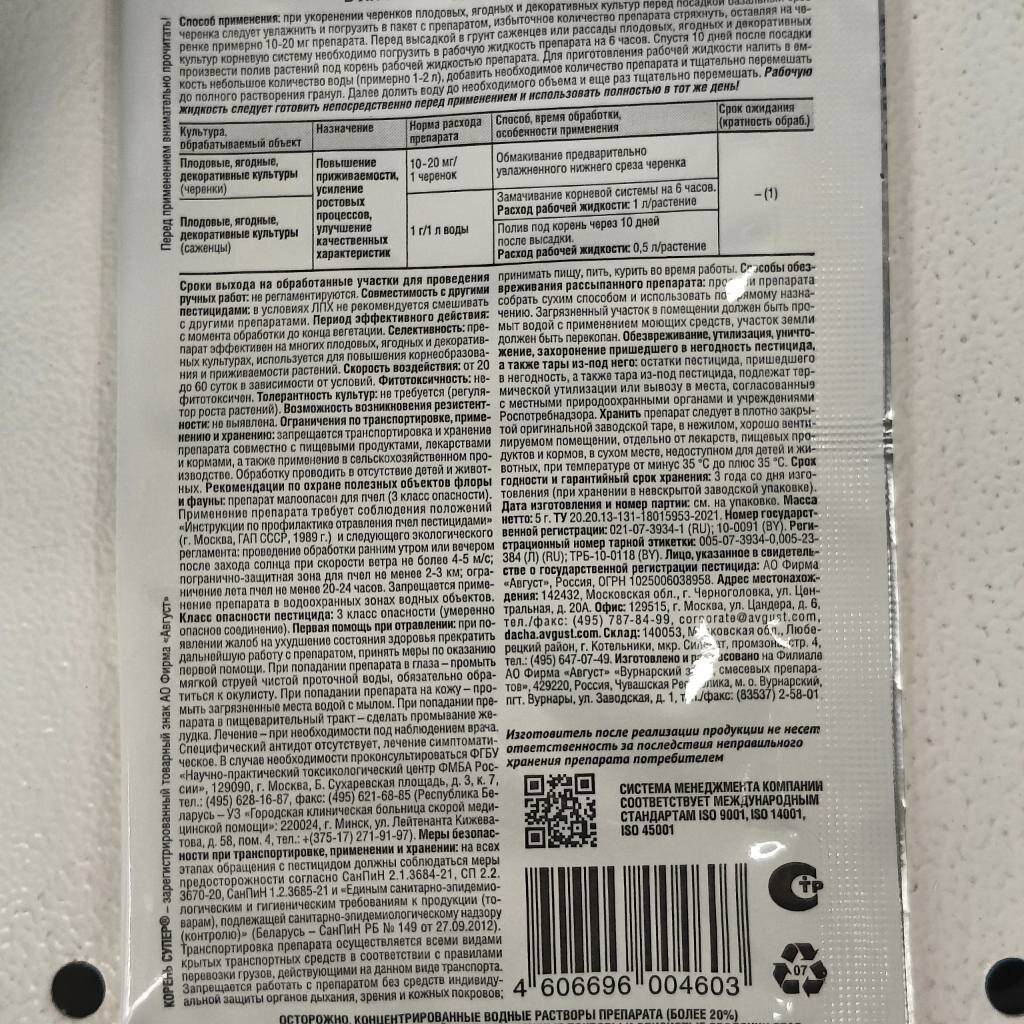 Способ применения: при укоренении черенков плодовых, ягодных и декоративных культур перед посадкой
черенка следует увлажнить и погрузить в пакет с препаратом, избыточное количество препарата стряхнуть, оставляя на че-
ренке примерно 10-20 мг препарата. Перед высадкой в грунт саженцев или рассады плодовых, ягодных и декоративных
культур корневую систему необходимо погрузить в рабочую жидкость препарата на 6 часов. Спустя 10 дней после посадки
произвести полив растений под корень рабочей жидкостью препарата. Для приготовления рабочей жидкости налить в ем-
кость небольшое количество воды (примерно 1-2 л), добавить необходимое количество препарата и тщательно перемешать
до полного растворения гранул. Далее долить воду до необходимого объема и еще раз тщательно перемешать. Рабочую
жидкость следует готовить непосредственно перед применением и использовать полностью в тот же день!
Перед применением внимательно прочитать!
Культура, обрабатываемый объект
Назначение
Норма расхода препарата
Способ, время обработки, особенности применения
Срок ожидания (кратность обраб.)
Плодовые, ягодные,
декоративные культуры
(черенки)
Повышение
приживаемости,
усиление
ростовых
процессов,
улучшение
качественных
характеристик
10-20 мг/
1 черенок
Обмакивание предварительно
увлажненного нижнего среза черенка
– (1)
Плодовые, ягодные,
декоративные культуры
(саженцы)
1 г/1 л воды
Замачивание корневой системы на 6 часов.
Расход рабочей жидкости: 1 л/растение
Полив под корень через 10 дней
после высадки.
Расход рабочей жидкости: 0,5 л/растение
Сроки выхода на обработанные участки для проведения
ручных работ: не регламентируются. Совместимость с другими
пестицидами: в условиях ЛПХ не рекомендуется смешивать
с другими препаратами. Период эффективного действия:
с момента обработки до конца вегетации. Селективность: пре-
парат эффективен на многих плодовых, ягодных и декоратив-
ных культурах, используется для повышения корнеобразова-
ния и приживаемости растений. Скорость воздействия: от 20
до 60 суток в зависимости от условий. Фитотоксичность: не-
фитотоксичен. Толерантность культур: не требуется (регуля-
тор роста растений). Возможность возникновения резистент-
ности: не выявлена. Ограничения по транспортировке, приме-
нению и хранению: запрещается транспортировка и хранение
препарата совместно с пищевыми продуктами, лекарствами
и кормами, а также применение в сельскохозяйственном про-
изводстве. Обработку проводить в отсутствие детей и живот-
ных. Рекомендации по охране полезных объектов флоры
и фауны: препарат малоопасен для пчел (3 класс опасности).
Применение препарата требует соблюдения положений
«Инструкции по профилактике отравления пчел пестицидами»
(г. Москва, ГАП СССР, 1989 г.) и следующего экологического
регламента: проведение обработки ранним утром или вечером
после захода солнца при скорости ветра не более 4-5 м/с;
погранично-защитная зона для пчел не менее 2-3 км; огра-
ничение лета пчел не менее 20-24 часов. Запрещается приме-
нение препарата в водоохранных зонах водных объектов.
Класс опасности пестицида: 3 класс опасности (умеренно
опасное соединение). Первая помощь при отравлении: при по-
явлении жалоб на ухудшение состояния здоровья прекратить
дальнейшую работу с препаратом, принять меры по оказанию
первой помощи. При попадании препарата в глаза – промыть
мягкой струей чистой проточной воды, обязательно обра-
титься к окулисту. При попадании препарата на кожу – про-
мыть загрязненные места водой с мылом. При попадании пре-
парата в пищеварительный тракт – сделать промывание же-
лудка. Лечение – при необходимости под наблюдением врача.
Специфический антидот отсутствует, лечение симптомати-
ческое. В случае необходимости проконсультироваться ФГБУ
«Научно-практический токсикологический центр ФМБА Рос-
сии», 129090, г. Москва, Б. Сухаревская площадь, д. 3, к. 7,
тел.: (495) 628-16-87, факс: (495) 621-68-85 (Республика Бе-
ларусь – УЗ «Городская клиническая больница скорой меди-
цинской помощи»: 220024, г. Минск, ул. Лейтенанта Кижева-
това, д. 58, пом. 4, тел.: +(375-17) 271-91-97). Меры безопас-
ности при транспортировке, применении и хранении: на всех
этапах обращения с пестицидом должны соблюдаться меры
предосторожности согласно СанПиН 2.1.3684-21, СП 2.2.
3670-20, СанПиН 1.2.3685-21 и «Единым санитарно-эпидемио-
логическим и гигиеническим требованиям к продукции (то-
варам), подлежащей санитарно-эпидемиологическому надзору
(контролю)» (Беларусь – СанПиН РБ № 149 от 27.09.2012).
Транспортировка препарата осуществляется всеми видами
крытых транспортных средств в соответствии с правилами
перевозки грузов, действующими на данном виде транспорта.
Запрещается работать с препаратом без средств индивиду-
альной защиты органов дыхания, зрения и кожных покровов;
принимать пищу, пить, курить во время работы. Способы обез-
вреживания рассыпанного препарата: препарата
собрать сухим способом и использовать по назна-
чению. Загрязненный участок в помещении должен быть про-
мыт водой с применением моющих средств, участок земли
должен быть перекопан. Обезвреживание, утилизация, уничто-
жение, захоронение пришедшего в негодность пестицида,
а также тары из-под него: остатки пестицида, пришедшего
в негодность, а также тара из-под пестицида, подлежат тер-
мической утилизации или вывозу в места, согласованные
с местными природоохранными органами и учреждениями
Роспотребнадзора. Хранить препарат следует в плотно закры-
той оригинальной заводской таре, в нежилом, хорошо венти-
лируемом помещении, отдельно от лекарств, пищевых про-
дуктов и кормов, в сухом месте, недоступном для детей и жи-
вотных, при температуре от минус 35 °С до плюс 35 °С. Срок
годности и гарантийный срок хранения: 3 года со дня изго-
товления (при хранении в невскрытой заводской упаковке).
Дата изготовления и номер партии: см. на упаковке. Масса
нетто: 5 г. ТУ 20.20.13-131-18015953-2021. Номер государст-
венной регистрации: 021-07-3934-1 (RU); 10-0091 (BY). Реги-
страционный номер тарной этикетки: 005-07-3934-0,005-23-
384 (Л) (RU); ТРБ-10-0118 (BY). Лицо, указанное в свидетель-
стве о государственной регистрации пестицида: АО Фирма
«Август», Россия, ОГРН 1025006038958. Адрес местонахож-
дения: 142432, Московская обл., г. Черноголовка, ул. Цен-
тральная, д. 20А. Офис: 129515, г. Москва, ул. Цандера, д. 6,
тел./факс: (495) 787-84-99, corporate@avgust.com,
dacha.avgust.com. Склад: 140053, Московская обл., Любе-
рецкий район, г. Котельники, мкр. Силикат, промзона, стр. 4,
тел.: (495) 647-07-49. Изготовлено и расфасовано на Филиале
АО Фирма «Август» «Вурнарский завод смесевых препара-
тов», 429220, Россия, Чувашская Республика, м. о. Вурнарский,
пгт. Вурнары, ул. Заводская, д. 1, тел./факс: (83537) 2-58-01
Изготовитель после реализации продукции не несет
ответственность за последствия неправильного
хранения препарата потребителем
СИСТЕМА МЕНЕДЖМЕНТА КОМПАНИИ
СООТВЕТСТВУЕТ МЕЖДУНАРОДНЫМ
СТАНДАРТАМ ISO 9001, ISO 14001,
ISO 45001
ТР
07
4 606696 004603
КОРЕНЬ СУПЕР® – зарегистрированный товарный знак АО Фирма «Август»
ОСТОРОЖНО. КОНЦЕНТРИРОВАННЫЕ ВОДНЫЕ РАСТВОРЫ ПРЕПАРАТА (БОЛЕЕ 20%)